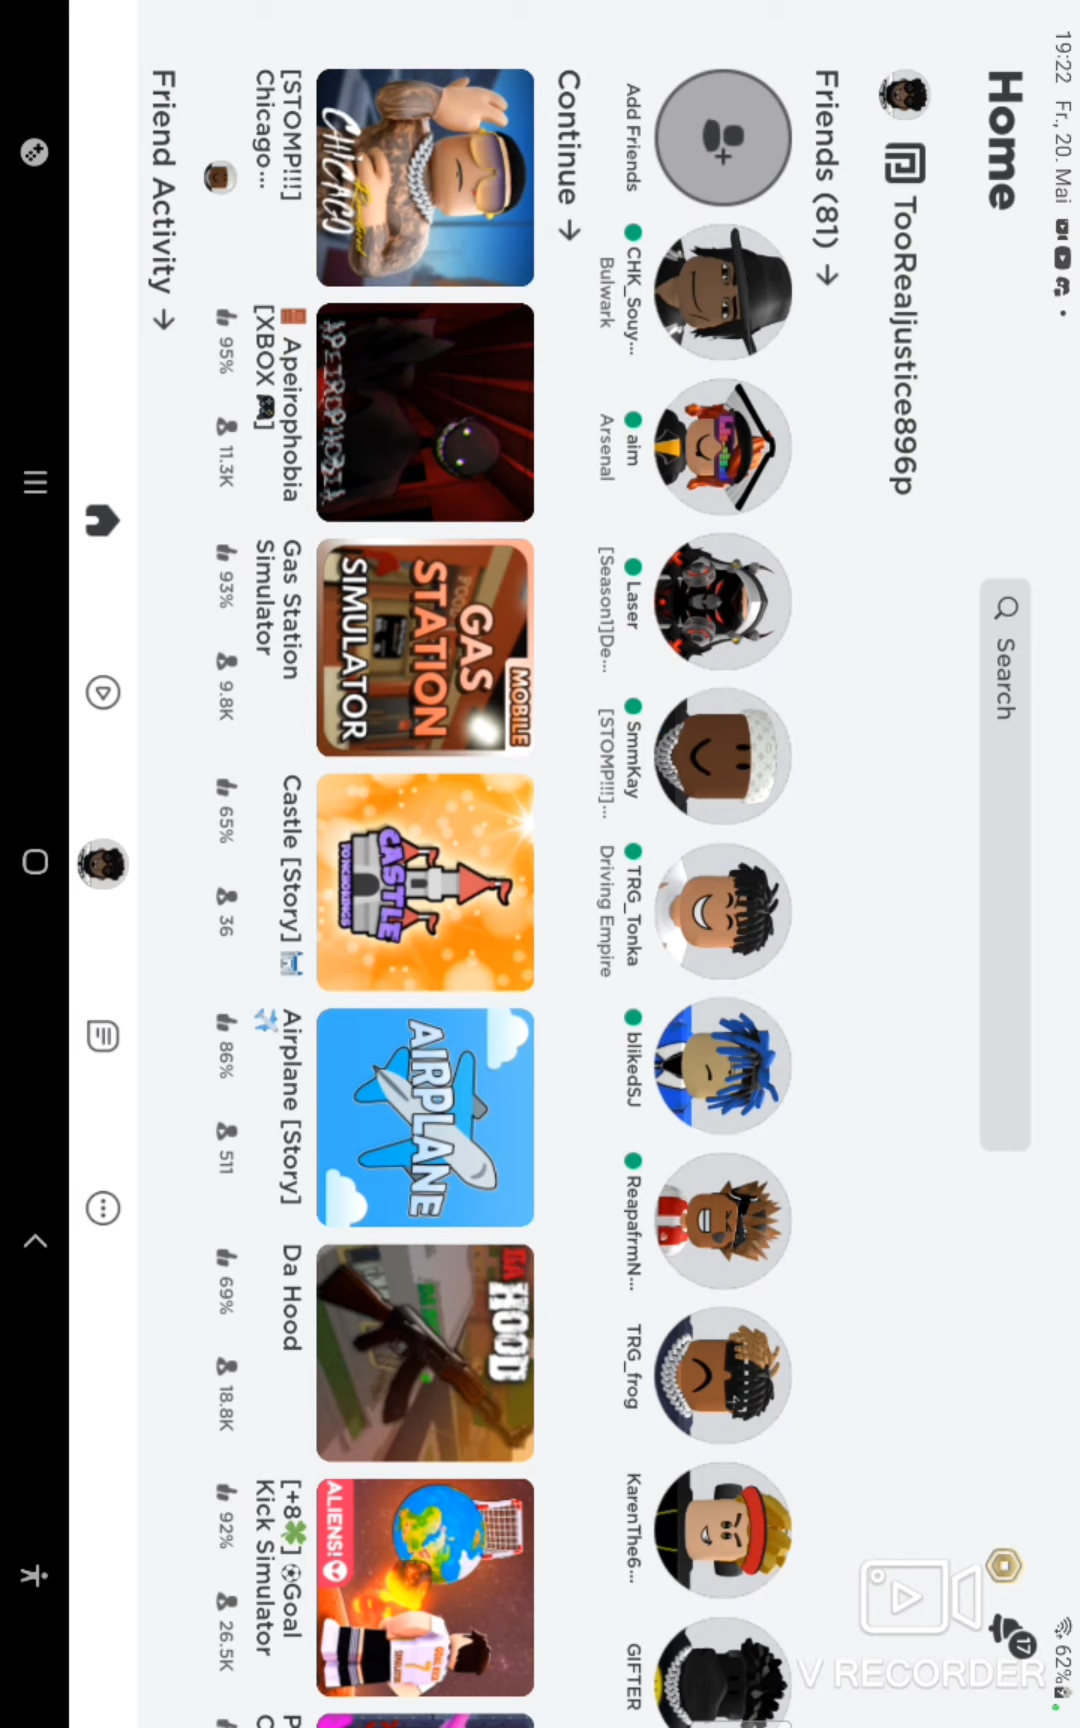 19:22 Fr., 20. Mai
62%
Home
Search
17
TooRealjustice896p
Friends (81) →
Add Friends
CHK_Souy...
Bulwark
aim
Arsenal
Laser
[Season1]De...
SmmKay
[STOMP!!!]...
TRG_Tonka
Driving Empire
blikedSJ
ReapafrmN...
TRG_frog
KarenThe6...
GIFTER
V RECORDER
Continue →
CHICAGO
APEIROPHOBIA
MOBILE
GAS
STATION
SIMULATOR
CASTLE
AIRPLANE
DA HOOD
ALIENS!
[STOMP!!!]
Chicago...
🚪 Apeirophobia
[XBOX 🎮]
95% 11.3K
Gas Station
Simulator
93% 9.8K
Castle [Story] 🏰
65% 36
Airplane [Story]
✈️
86% 511
Da Hood
69% 18.8K
[+8🍀] ⚽Goal
Kick Simulator
92% 26.5K
Friend Activity →